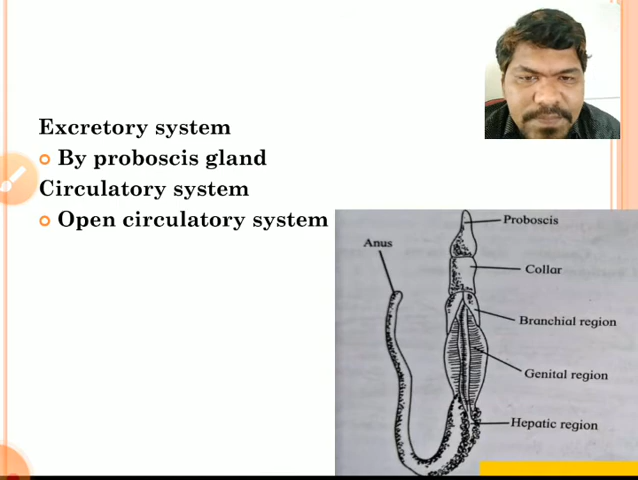 Excretory system
By proboscis gland
Circulatory system
Open circulatory system
Proboscis
Anus
Collar
Branchial region
Genital region
Hepatic region